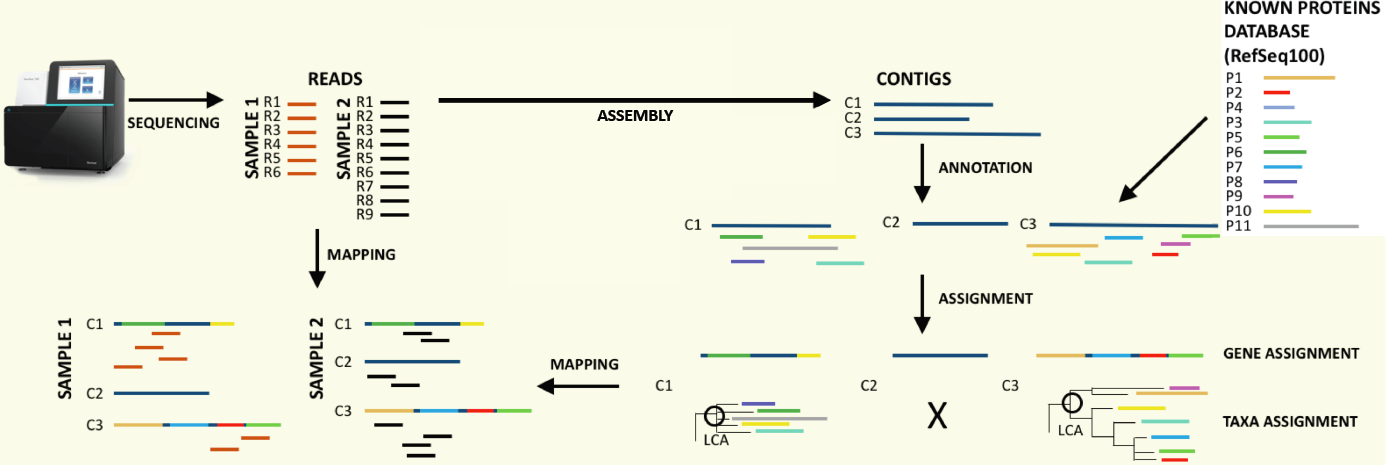 KNOWN PROTEINS
DATABASE
(RefSeq100)
P1
P2
P4
P3
P5
P6
P7
P8
P9
P10
P11
SEQUENCING
READS
SAMPLE 1
R1
R2
R3
R4
R5
R6
SAMPLE 2
R1
R2
R3
R4
R5
R6
R7
R8
R9
ASSEMBLY
CONTIGS
C1
C2
C3
ANNOTATION
C1
C2
C3
MAPPING
ASSIGNMENT
SAMPLE 1
C1
C2
C3
SAMPLE 2
C1
C2
C3
MAPPING
C1
C2
C3
GENE ASSIGNMENT
LCA
X
LCA
TAXA ASSIGNMENT